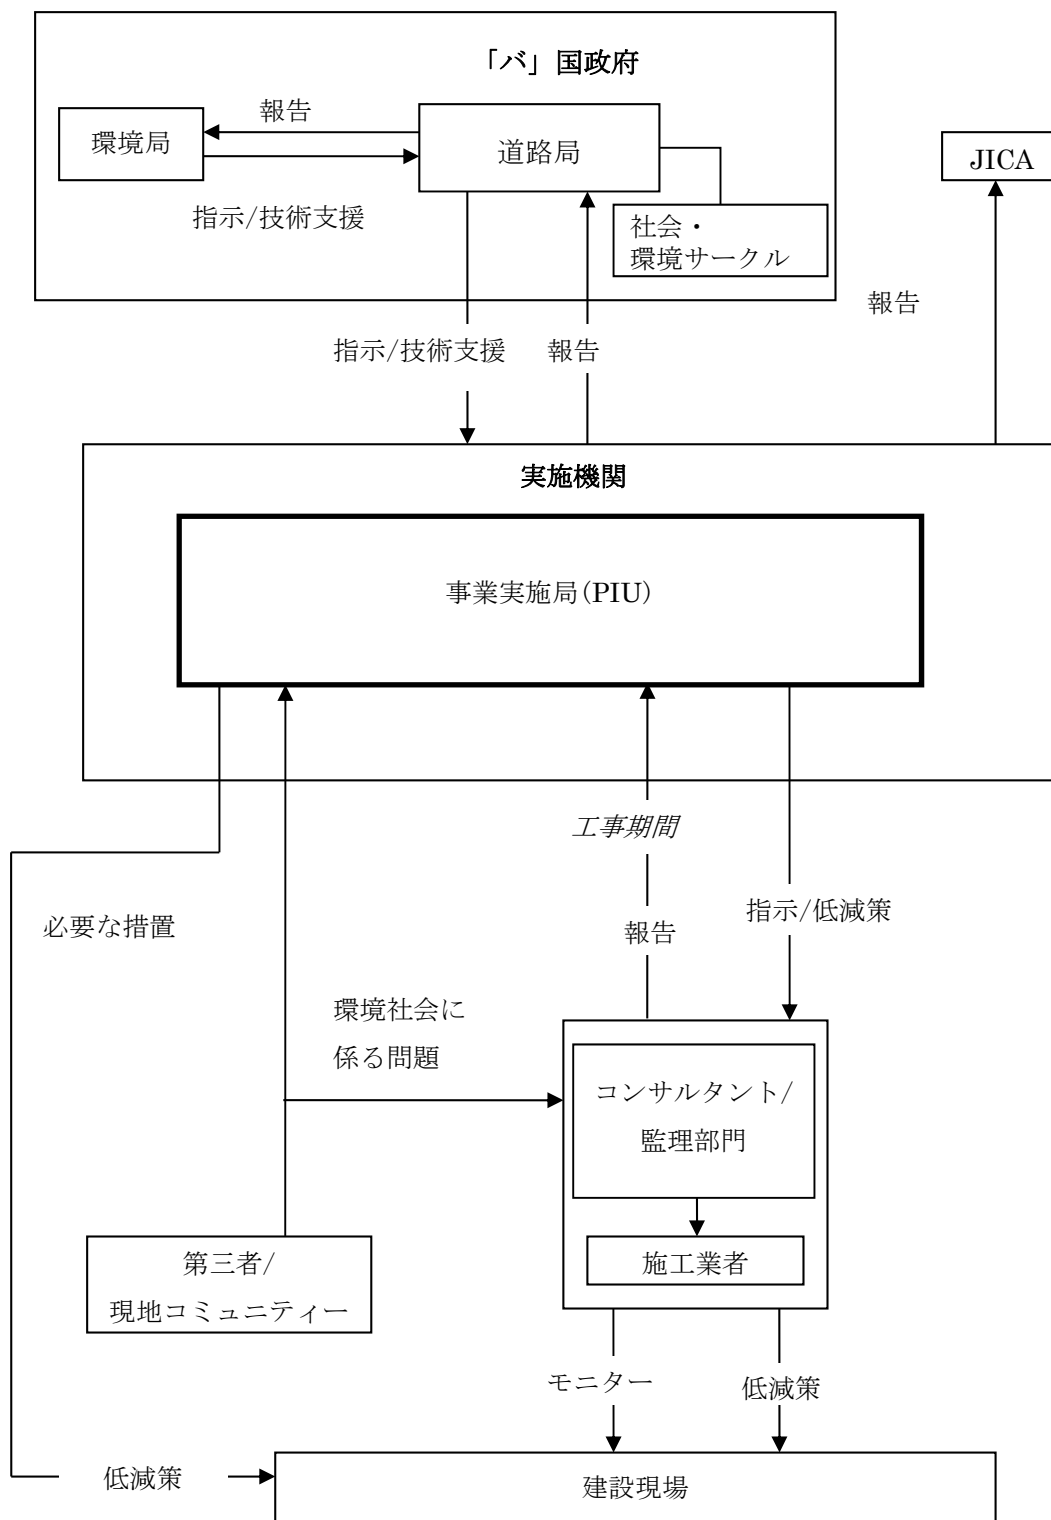 「バ」国政府
報告
環境局
道路局
JICA
指示/技術支援
社会・
環境サークル
報告
指示/技術支援
報告
実施機関
事業実施局(PIU)
工事期間
指示/低減策
必要な措置
報告
環境社会に
係る問題
コンサルタント/
監理部門
第三者/
現地コミュニティー
施工業者
モニター
低減策
低減策
建設現場